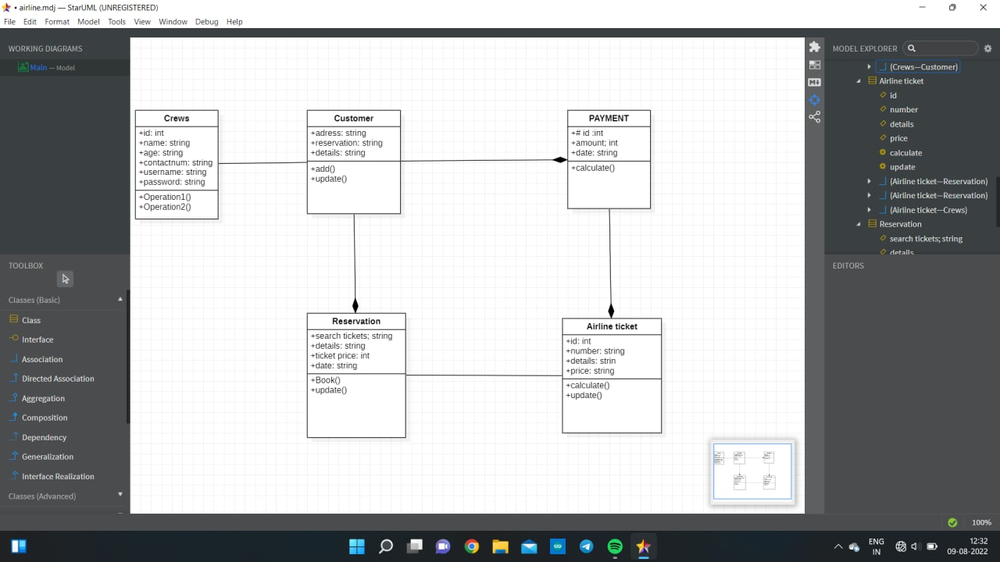 • airline.mdj — StarUML (UNREGISTERED)
File Edit Format Model Tools View Window Debug Help
WORKING DIAGRAMS
Main — Model
TOOLBOX
Classes (Basic)
Class
Interface
Association
Directed Association
Aggregation
Composition
Dependency
Generalization
Interface Realization
Classes (Advanced)
Crews
+id: int
+name: string
+age: string
+contactnum: string
+username: string
+password: string
+Operation1()
+Operation2()
Customer
+adress: string
+reservation: string
+details: string
+add()
+update()
PAYMENT
+# id :int
+amount; int
+date: string
+calculate()
Reservation
+search tickets; string
+details: string
+ticket price: int
+date: string
+Book()
+update()
Airline ticket
+id: int
+number: string
+details: strin
+price: string
+calculate()
+update()
MODEL EXPLORER
(Crews—Customer)
Airline ticket
id
number
details
price
calculate
update
(Airline ticket—Reservation)
(Airline ticket—Reservation)
(Airline ticket—Crews)
Reservation
search tickets; string
details
EDITORS
100%
ENG
IN
12:32
09-08-2022